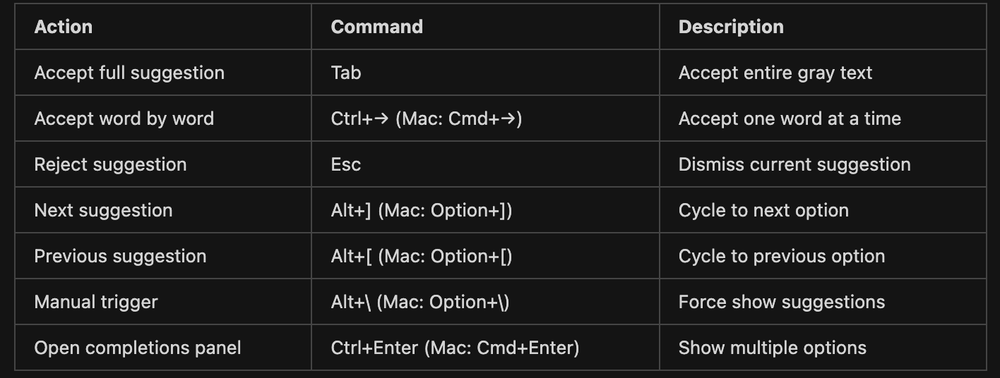 Action Command Description
Accept full suggestion Tab Accept entire gray text
Accept word by word Ctrl+→ (Mac: Cmd+→) Accept one word at a time
Reject suggestion Esc Dismiss current suggestion
Next suggestion Alt+] (Mac: Option+]) Cycle to next option
Previous suggestion Alt+[ (Mac: Option+[) Cycle to previous option
Manual trigger Alt+\ (Mac: Option+\) Force show suggestions
Open completions panel Ctrl+Enter (Mac: Cmd+Enter) Show multiple options